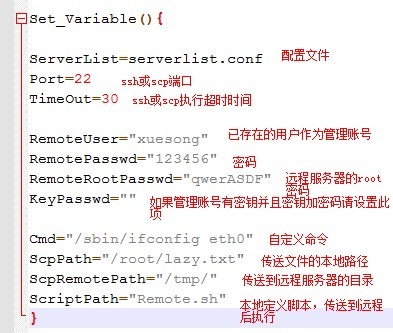 Set_Variable(){
ServerList=serverlist.conf 配置文件
Port=22 ssh或scp端口
TimeOut=30 ssh或scp执行超时时间
RemoteUser="xuesong" 已存在的用户作为管理账号
RemotePasswd="123456" 密码
RemoteRootPasswd="qwerASDF" 远程服务器的root
密码
KeyPasswd="" 如果管理账号有密钥并且密钥加密码请设置此
项
Cmd="/sbin/ifconfig eth0" 自定义命令
ScpPath="/root/lazy.txt" 传送文件的本地路径
ScpRemotePath="/tmp/" 传送到远程服务器的目录
ScriptPath="Remote.sh" 本地定义脚本，传送到远程
后执行
}